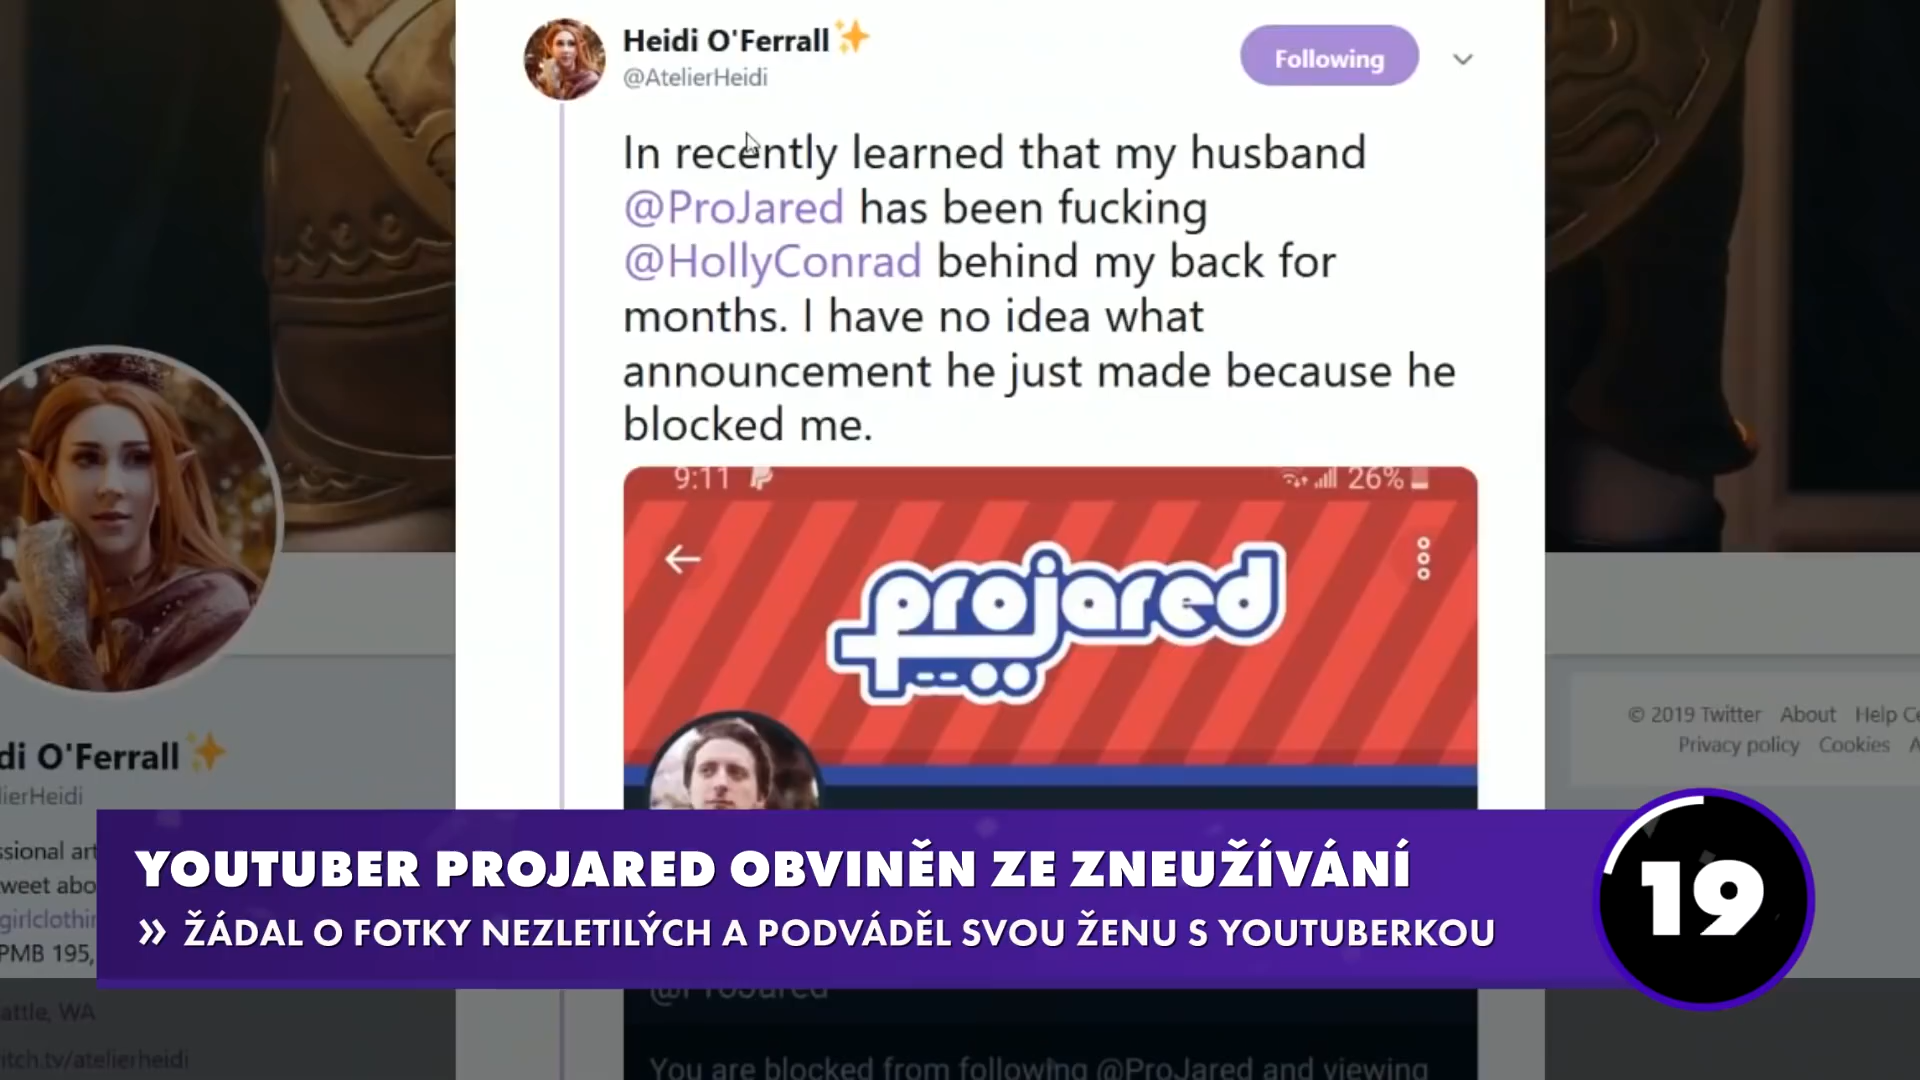 Heidi O'Ferrall✨
@AtelierHeidi
Following
In recently learned that my husband
@ProJared has been fucking
@HollyConrad behind my back for
months. I have no idea what
announcement he just made because he
blocked me.
9:11
26%
projared
di O'Ferrall✨
lierHeidi
ssional art
weet abo
girlclothin
PMB 195,
attle, WA
itch.tv/atelierheidi
© 2019 Twitter About Help Ce
Privacy policy Cookies A
YOUTUBER PROJARED OBVINĚN ZE ZNEUŽÍVÁNÍ
» ŽÁDAL O FOTKY NEZLETILÝCH A PODVÁDĚL SVOU ŽENU S YOUTUBERKOU
19
@ProJared
You are blocked from following @ProJared and viewing